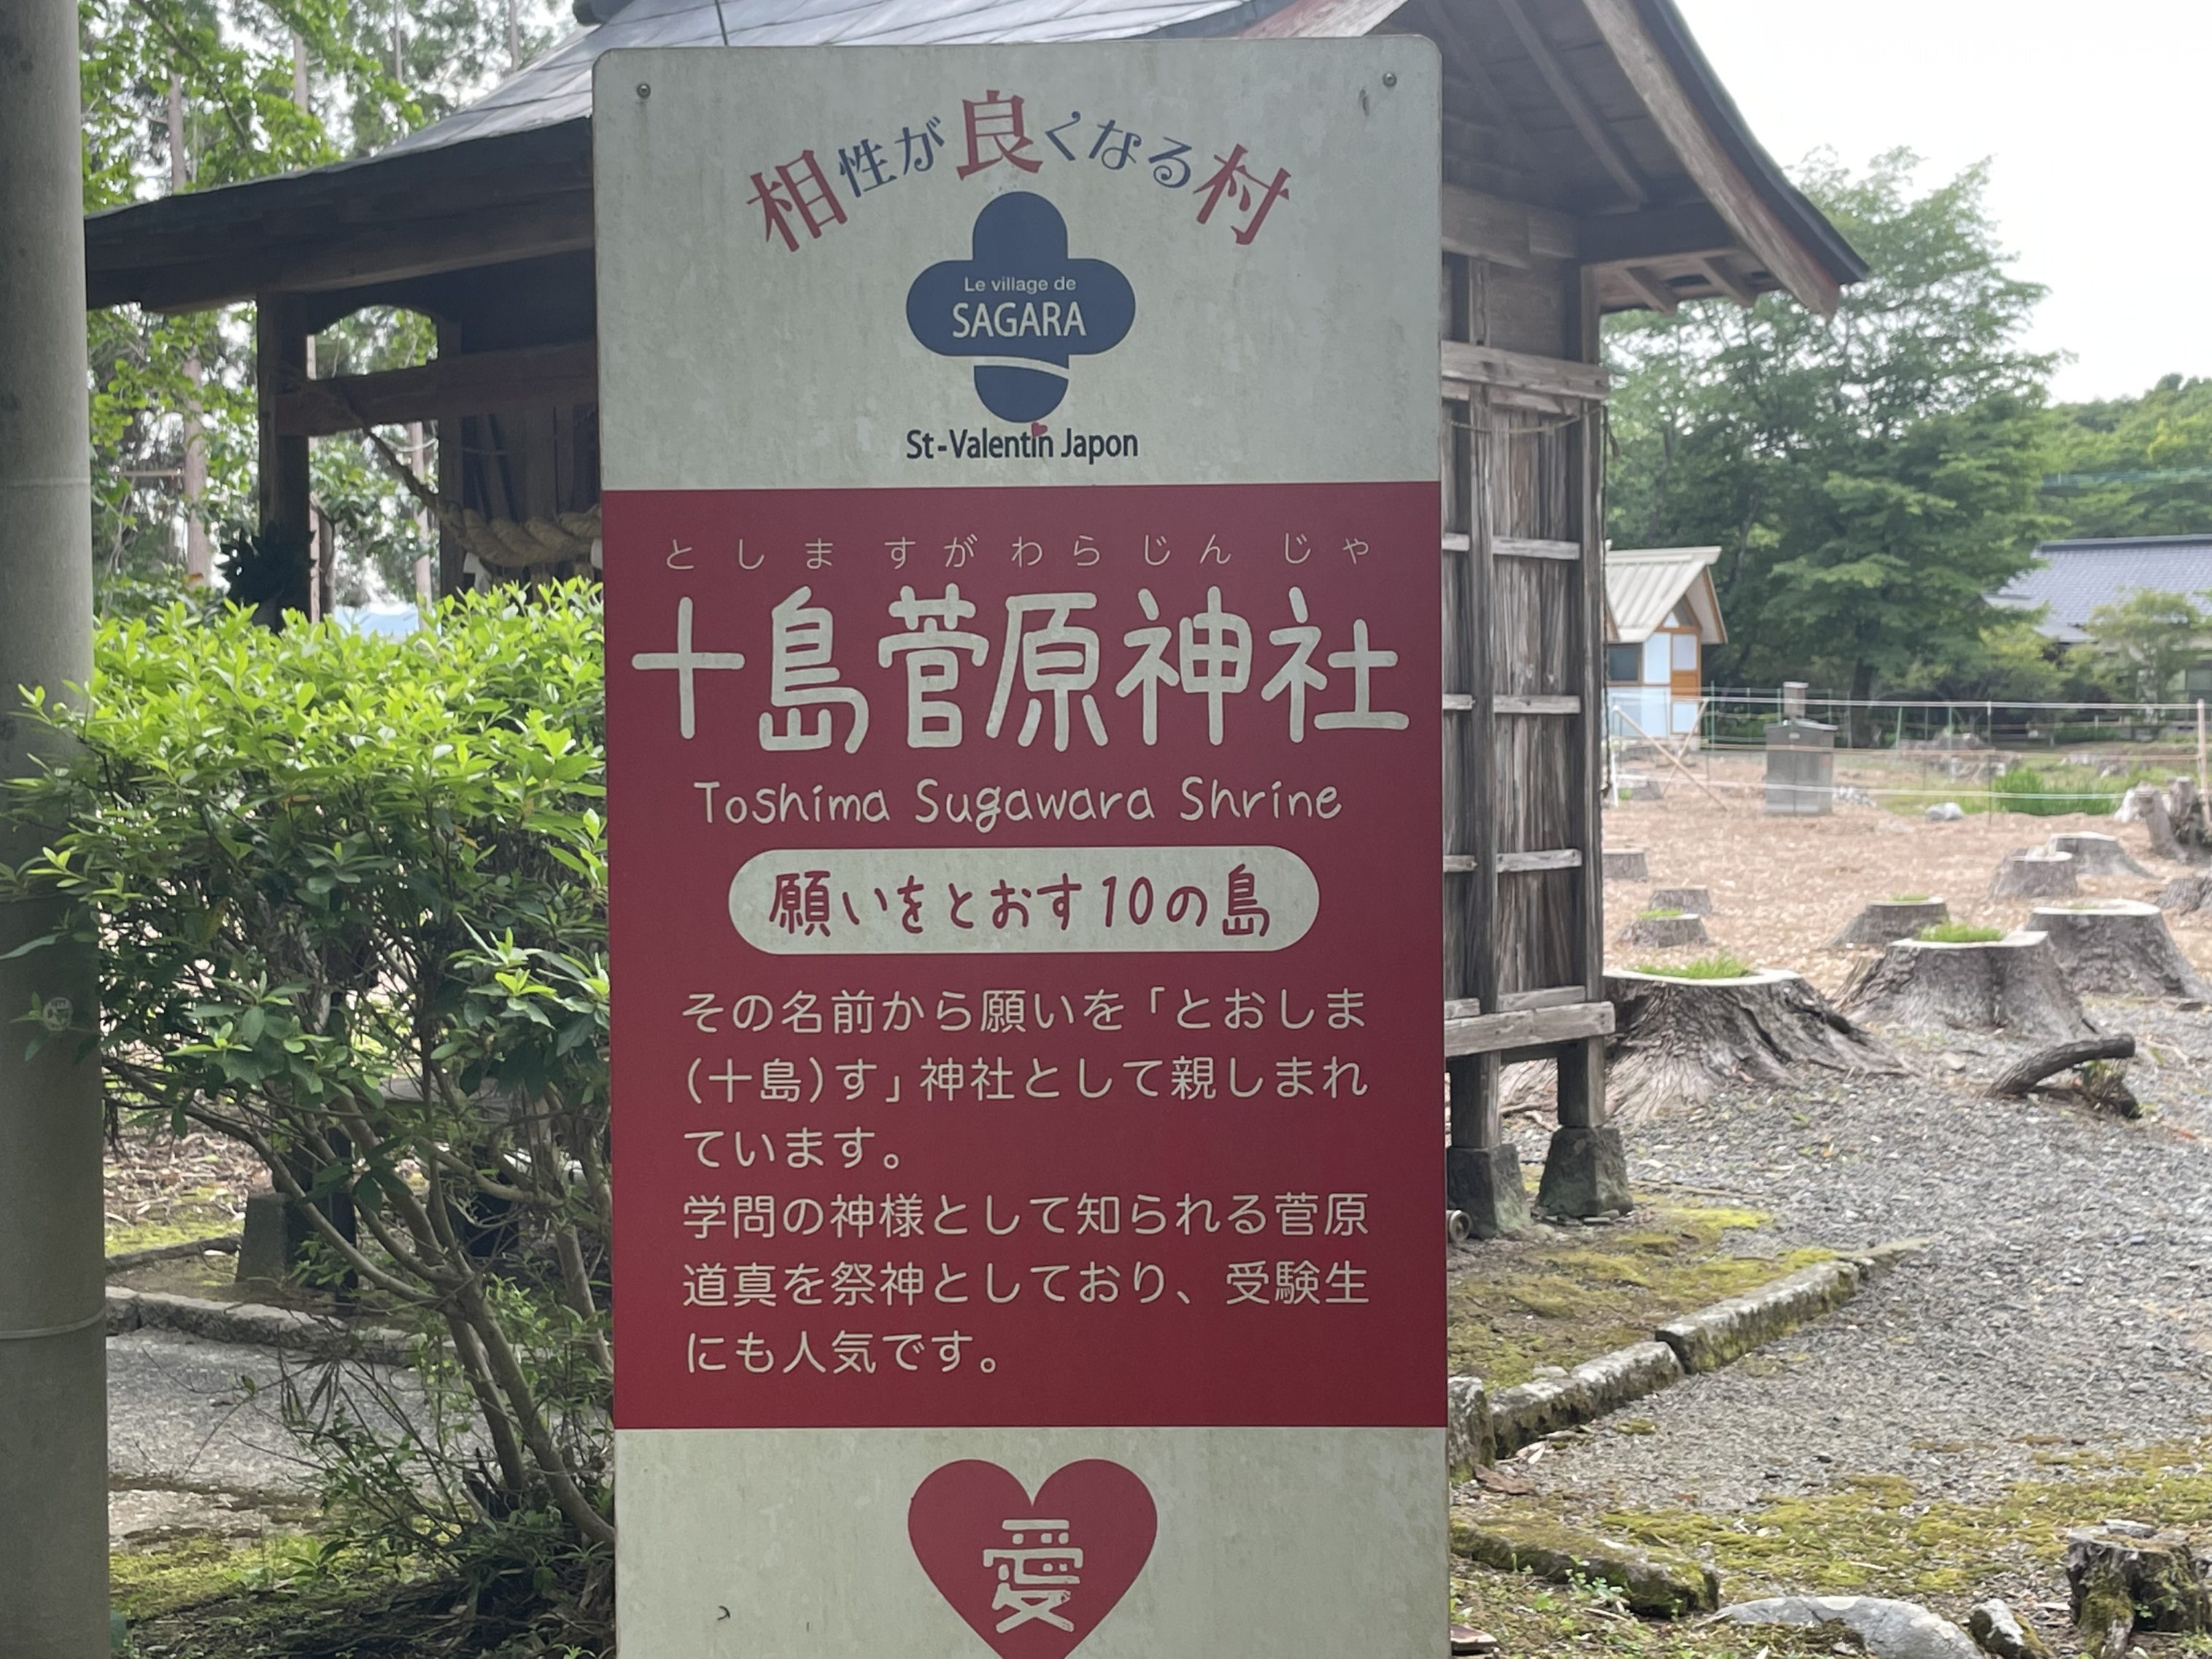 相性が良くなる村
Le village de
SAGARA
St-Valentin Japon
としますがわらじんじゃ
十島菅原神社
Toshima Sugawara Shrine
願いをとおす10の島
その名前から願いを「とおしま
(十島)す」神社として親しまれ
ています。
学問の神様として知られる菅原
道真を祭神としており、受験生
にも人気です。
愛